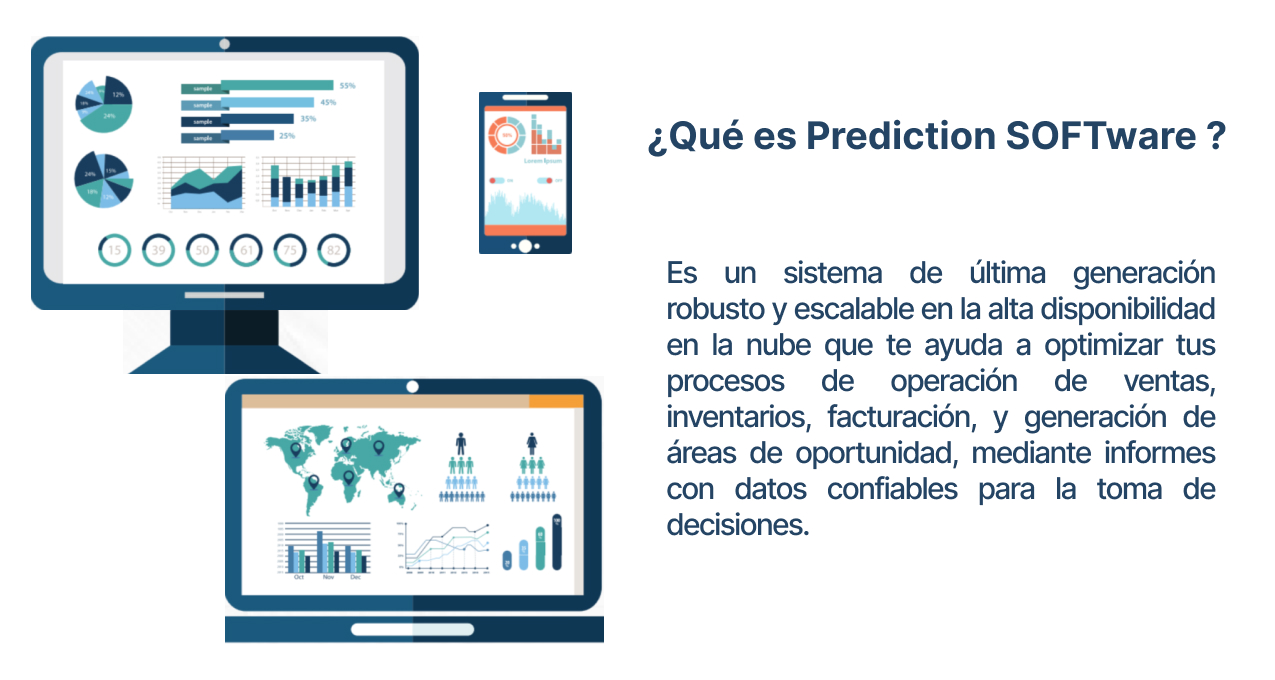 ¿Qué es Prediction SOFTware ?
Es un sistema de última generación
robusto y escalable en la alta disponibilidad
en la nube que te ayuda a optimizar tus
procesos de operación de ventas,
inventarios, facturación, y generación de
áreas de oportunidad, mediante informes
con datos confiables para la toma de
decisiones.
12%
24%
sample 55%
sample 45%
sample 35%
sample 25%
24%
15%
18%
15 39 50 61 75 82
50%
Lorem Ipsum
Oct Nov Dec